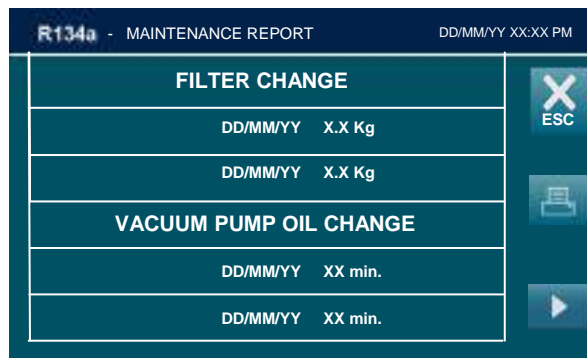 R134a - MAINTENANCE REPORT DD/MM/YY XX:XX PM
FILTER CHANGE
DD/MM/YY X.X Kg
DD/MM/YY X.X Kg
VACUUM PUMP OIL CHANGE
DD/MM/YY XX min.
DD/MM/YY XX min.
ESC